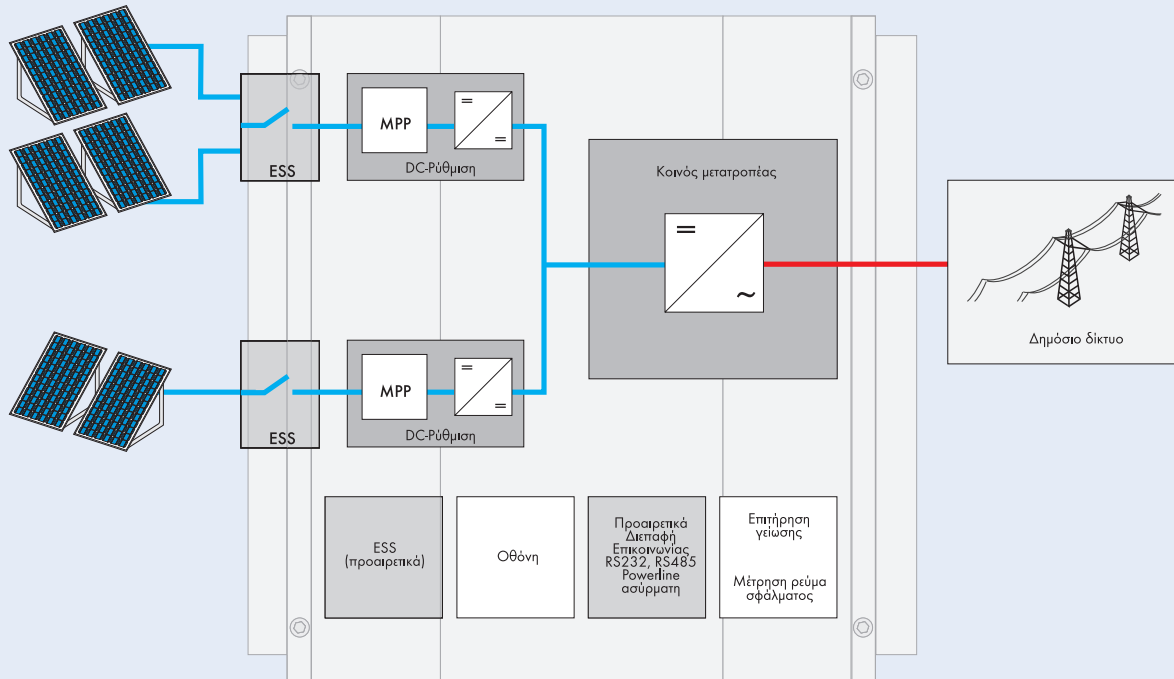 MPP
=
=
ESS
DC-Ρύθμιση
Κοινός μετατροπέας
=
~
Δημόσιο δίκτυο
MPP
=
=
ESS
DC-Ρύθμιση
ESS
(προαιρετικά)
Οθόνη
Προαιρετικά
Διεπαφή
Επικοινωνίας
RS232, RS485
Powerline
ασύρματη
Επιτήρηση
γείωσης
Μέτρηση ρεύμα
σφάλματος